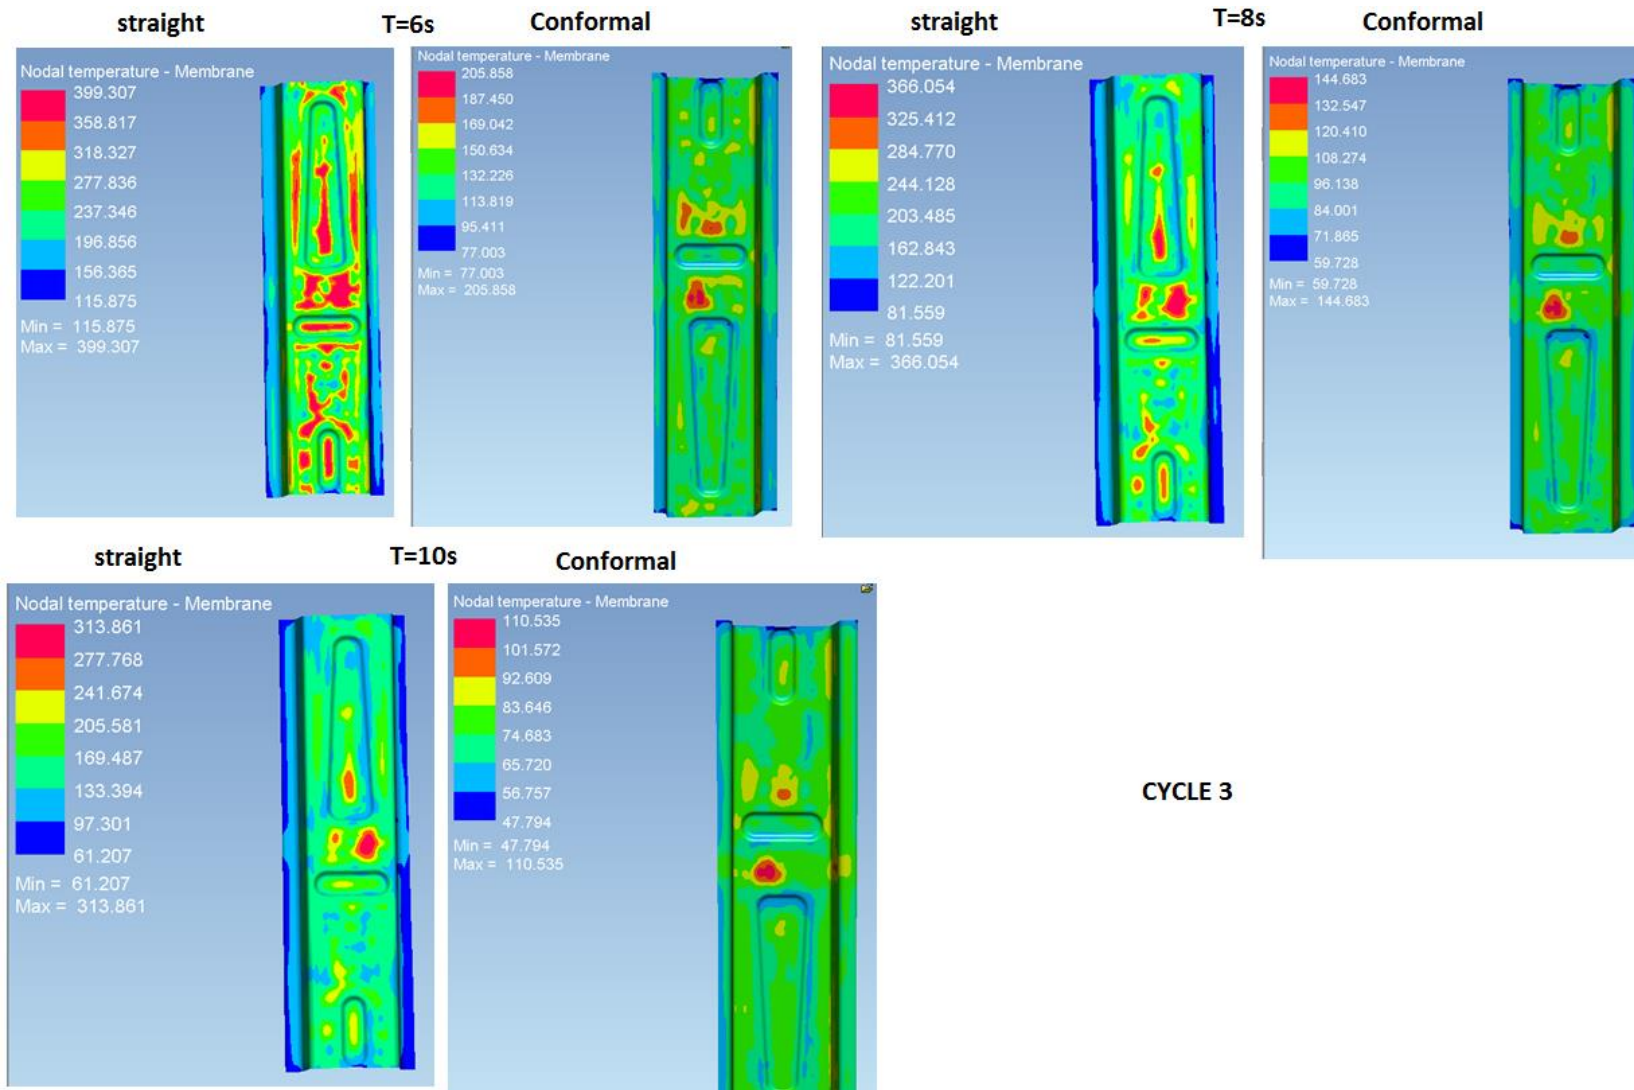 straight T=6s Conformal
Nodal temperature - Membrane
399.307
358.817
318.327
277.836
237.346
196.856
156.365
115.875
Min = 115.875
Max = 399.307
Nodal temperature - Membrane
205.858
187.450
169.042
150.634
132.226
113.819
95.411
77.003
Min = 77.003
Max = 205.858
straight T=8s Conformal
Nodal temperature - Membrane
366.054
325.412
284.770
244.128
203.485
162.843
122.201
81.559
Min = 81.559
Max = 366.054
Nodal temperature - Membrane
144.683
132.547
120.410
108.274
96.138
84.001
71.865
59.728
Min = 59.728
Max = 144.683
straight T=10s Conformal
Nodal temperature - Membrane
313.861
277.768
241.674
205.581
169.487
133.394
97.301
61.207
Min = 61.207
Max = 313.861
Nodal temperature - Membrane
110.535
101.572
92.609
83.646
74.683
65.720
56.757
47.794
Min = 47.794
Max = 110.535
CYCLE 3